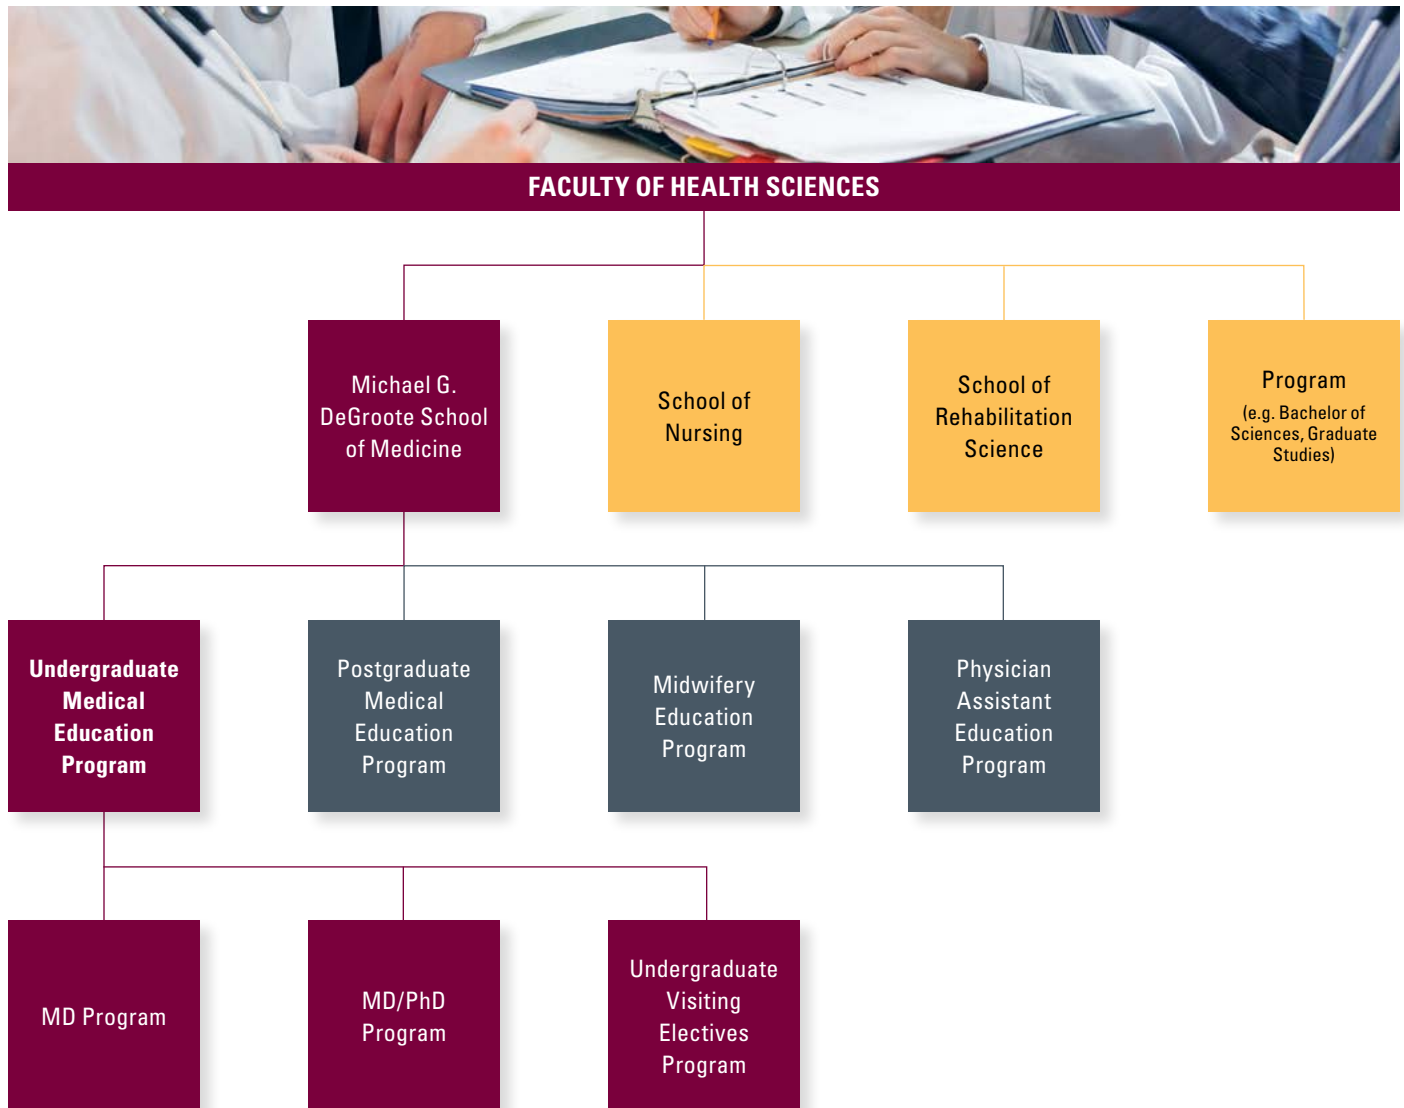 FACULTY OF HEALTH SCIENCES
Michael G.
DeGroote School
of Medicine
School of
Nursing
School of
Rehabilitation
Science
Program
(e.g. Bachelor of
Sciences, Graduate
Studies)
Undergraduate
Medical
Education
Program
Postgraduate
Medical
Education
Program
Midwifery
Education
Program
Physician
Assistant
Education
Program
MD Program
MD/PhD
Program
Undergraduate
Visiting
Electives
Program